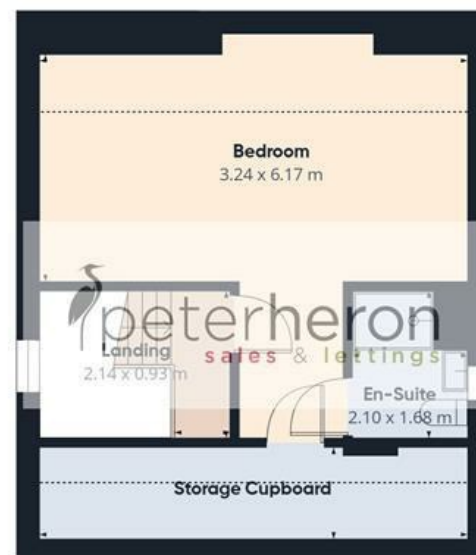 Bedroom
3.24 x 6.17 m
peterheron
sales & lettings
Landing
2.14 x 0.93 m
En-Suite
2.10 x 1.68 m
Storage Cupboard